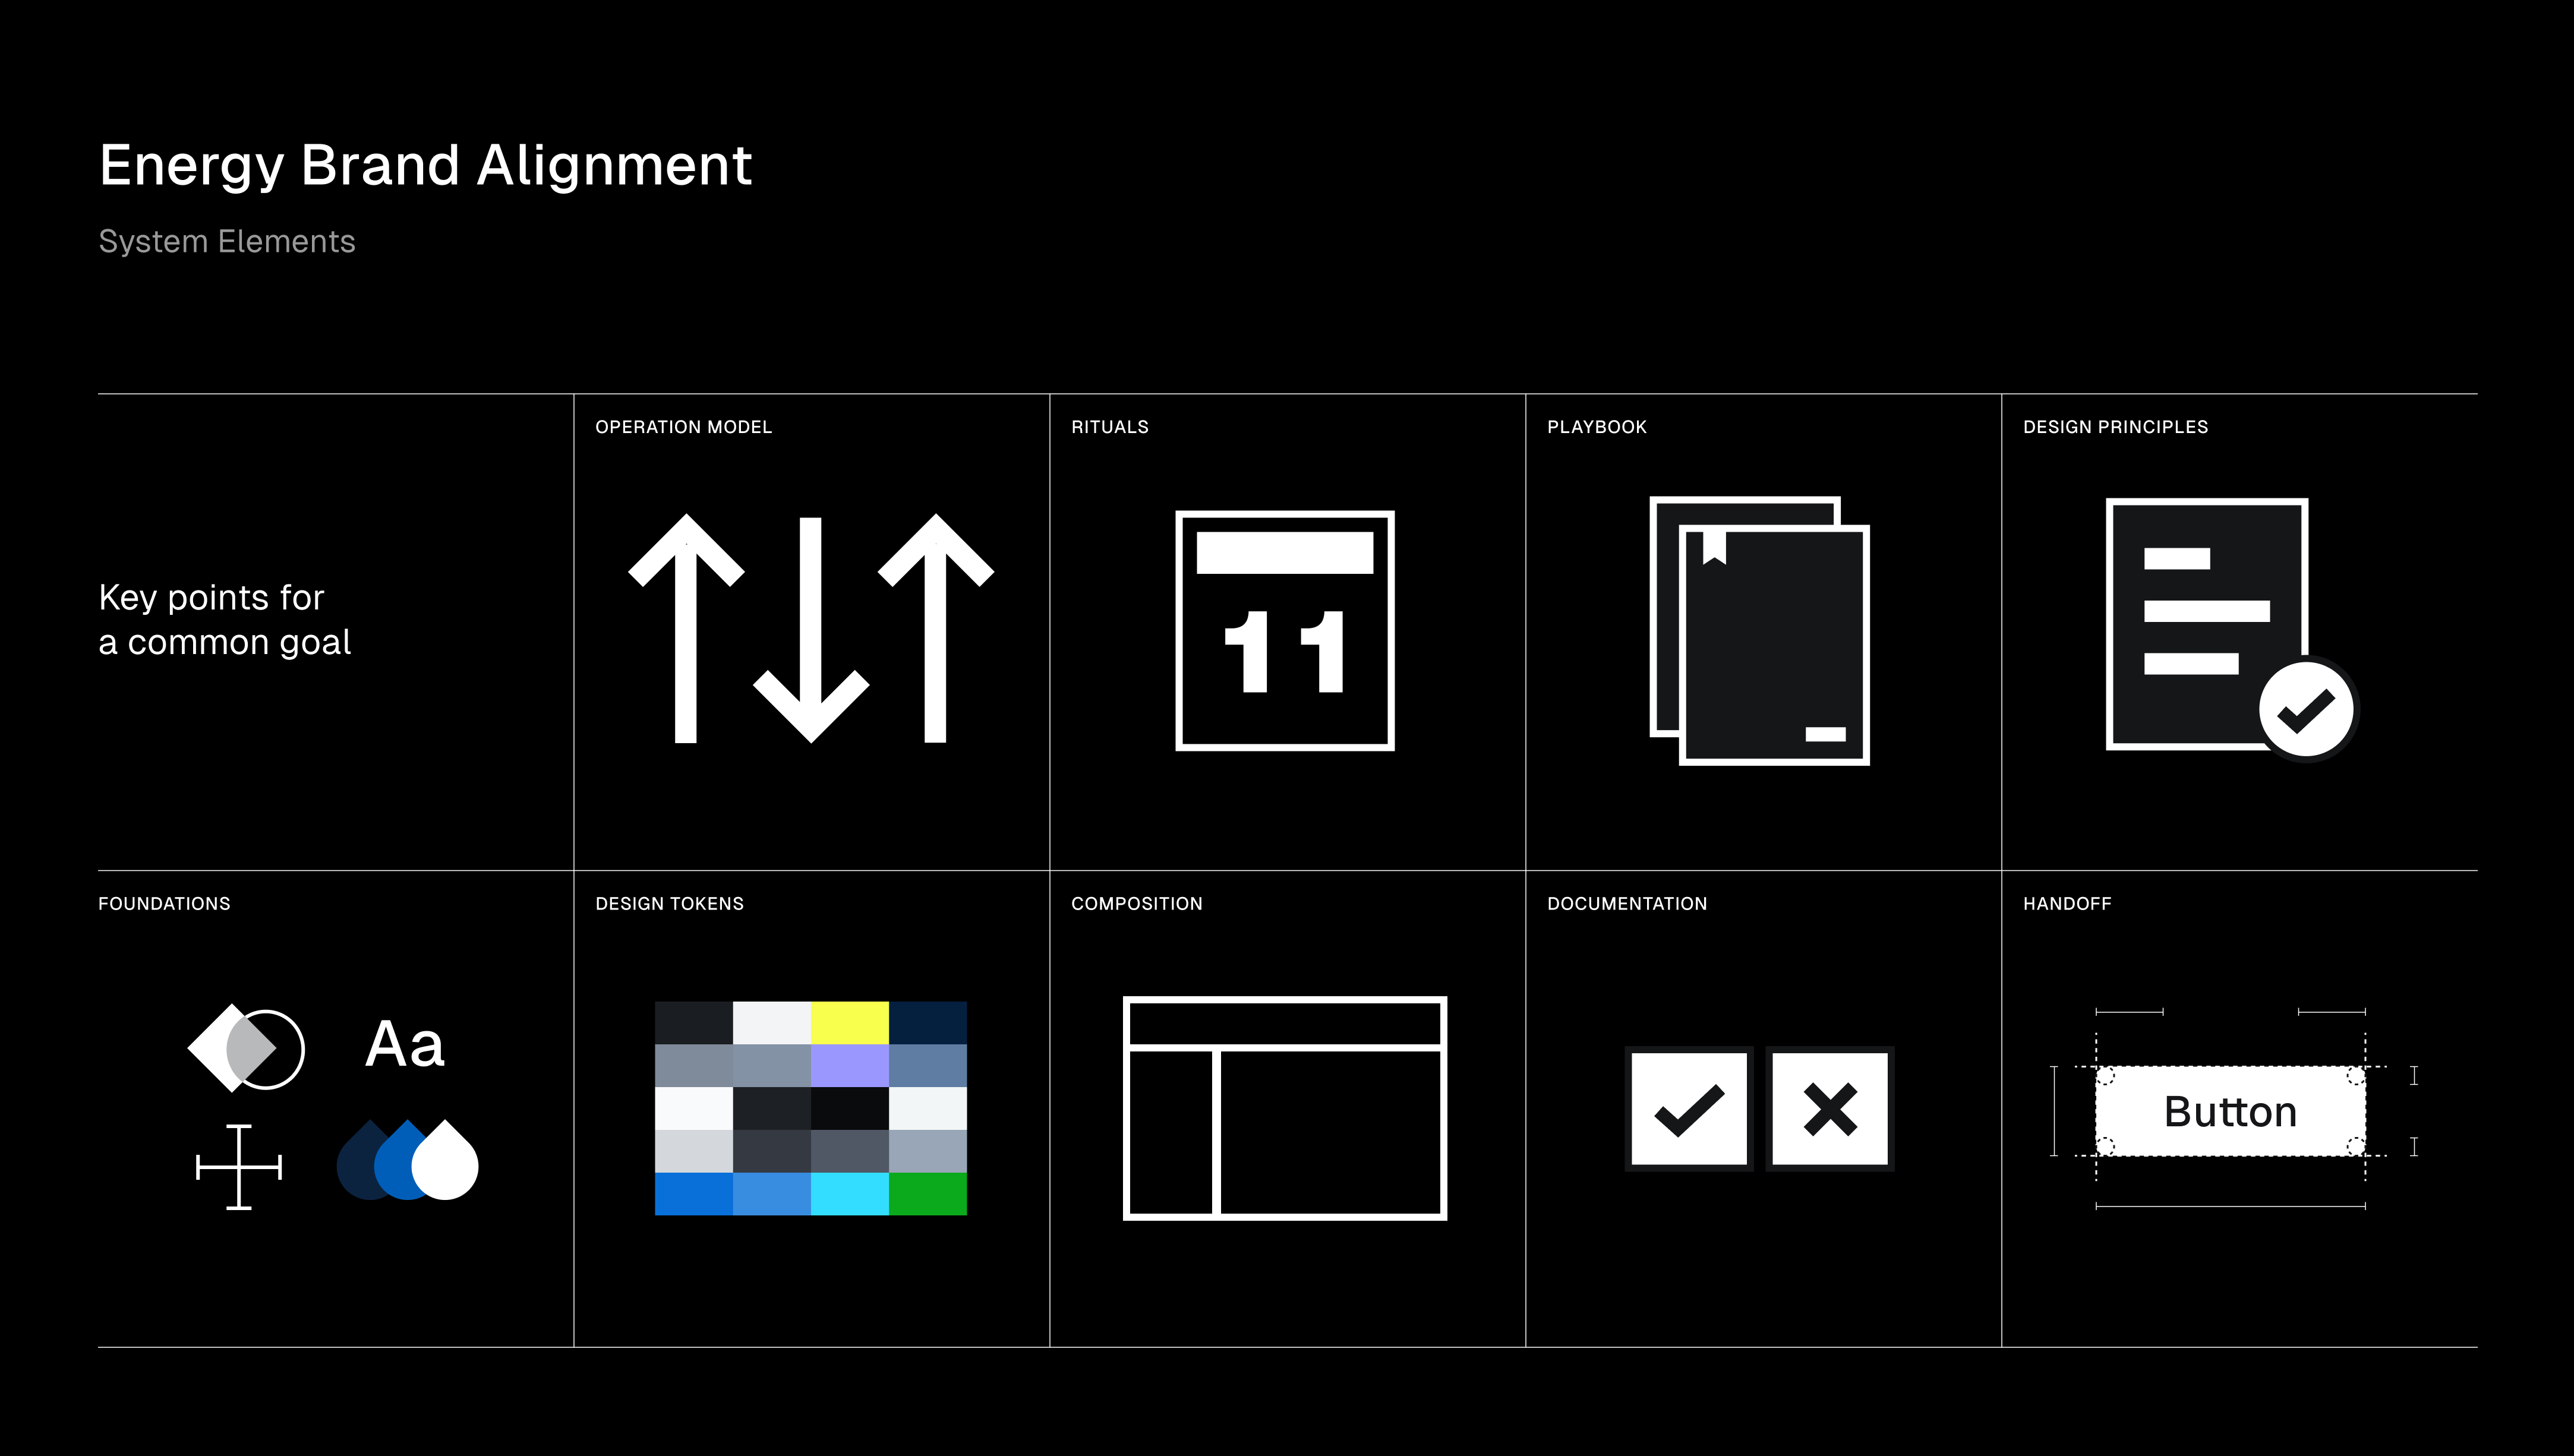 Energy Brand Alignment
System Elements
Key points for
a common goal
OPERATION MODEL
RITUALS
11
PLAYBOOK
DESIGN PRINCIPLES
FOUNDATIONS
Aa
DESIGN TOKENS
COMPOSITION
DOCUMENTATION
HANDOFF
Button